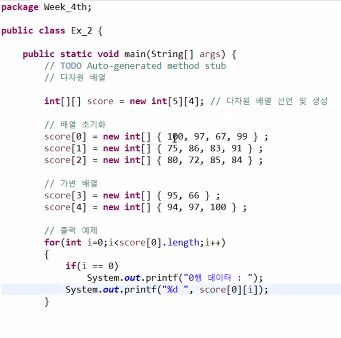 package Week_4th;
public class Ex_2 {
public static void main(String[] args) {
// TODO Auto-generated method stub
// 다차원 배열
int[][] score = new int[5][4]; // 다차원 배열 선언 및 생성
// 배열 초기화
score[0] = new int[] { 100, 97, 67, 99 } ;
score[1] = new int[] { 75, 86, 83, 91 } ;
score[2] = new int[] { 80, 72, 85, 84 } ;
// 가변 배열
score[3] = new int[] { 95, 66 } ;
score[4] = new int[] { 94, 97, 100 } ;
// 출력 예제
for(int i=0;i<score[0].length;i++)
{
if(i == 0)
System.out.printf("0행 데이터 : ");
System.out.printf("%d ", score[0][i]);
}